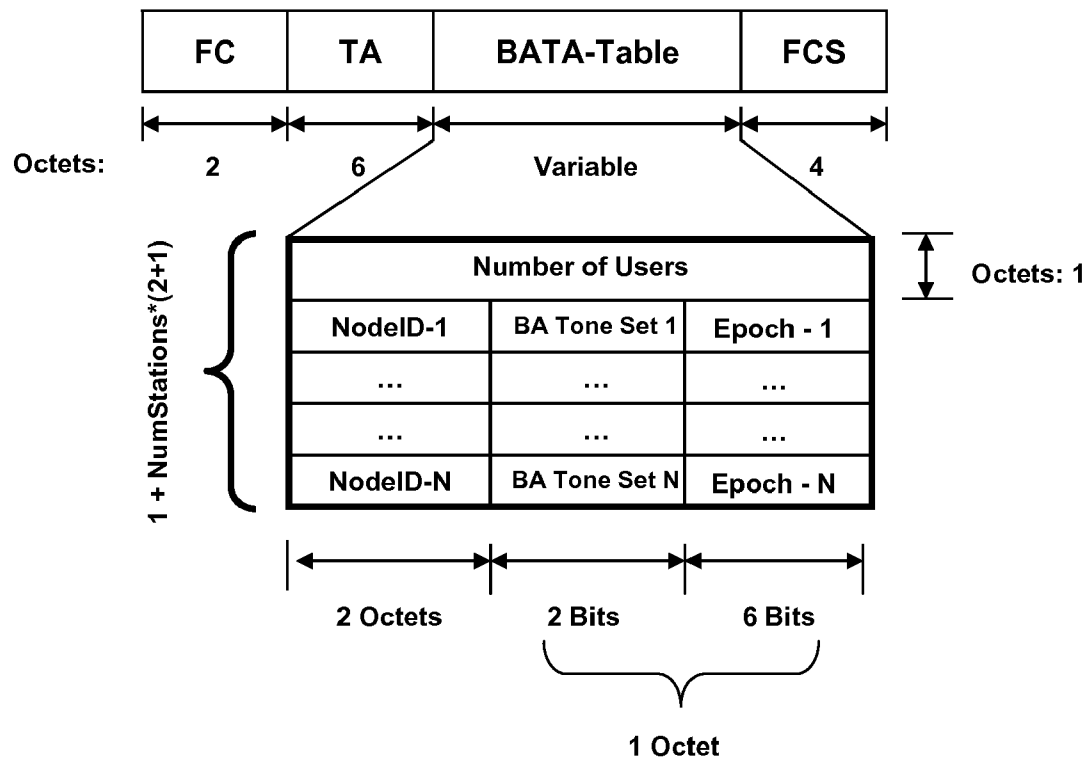 FC TA BATA-Table FCS
Octets: 2 6 Variable 4
1 + NumStations*(2+1)
Number of Users
Octets: 1
NodeID-1 BA Tone Set 1 Epoch - 1
... ... ...
... ... ...
NodeID-N BA Tone Set N Epoch - N
2 Octets 2 Bits 6 Bits
1 Octet